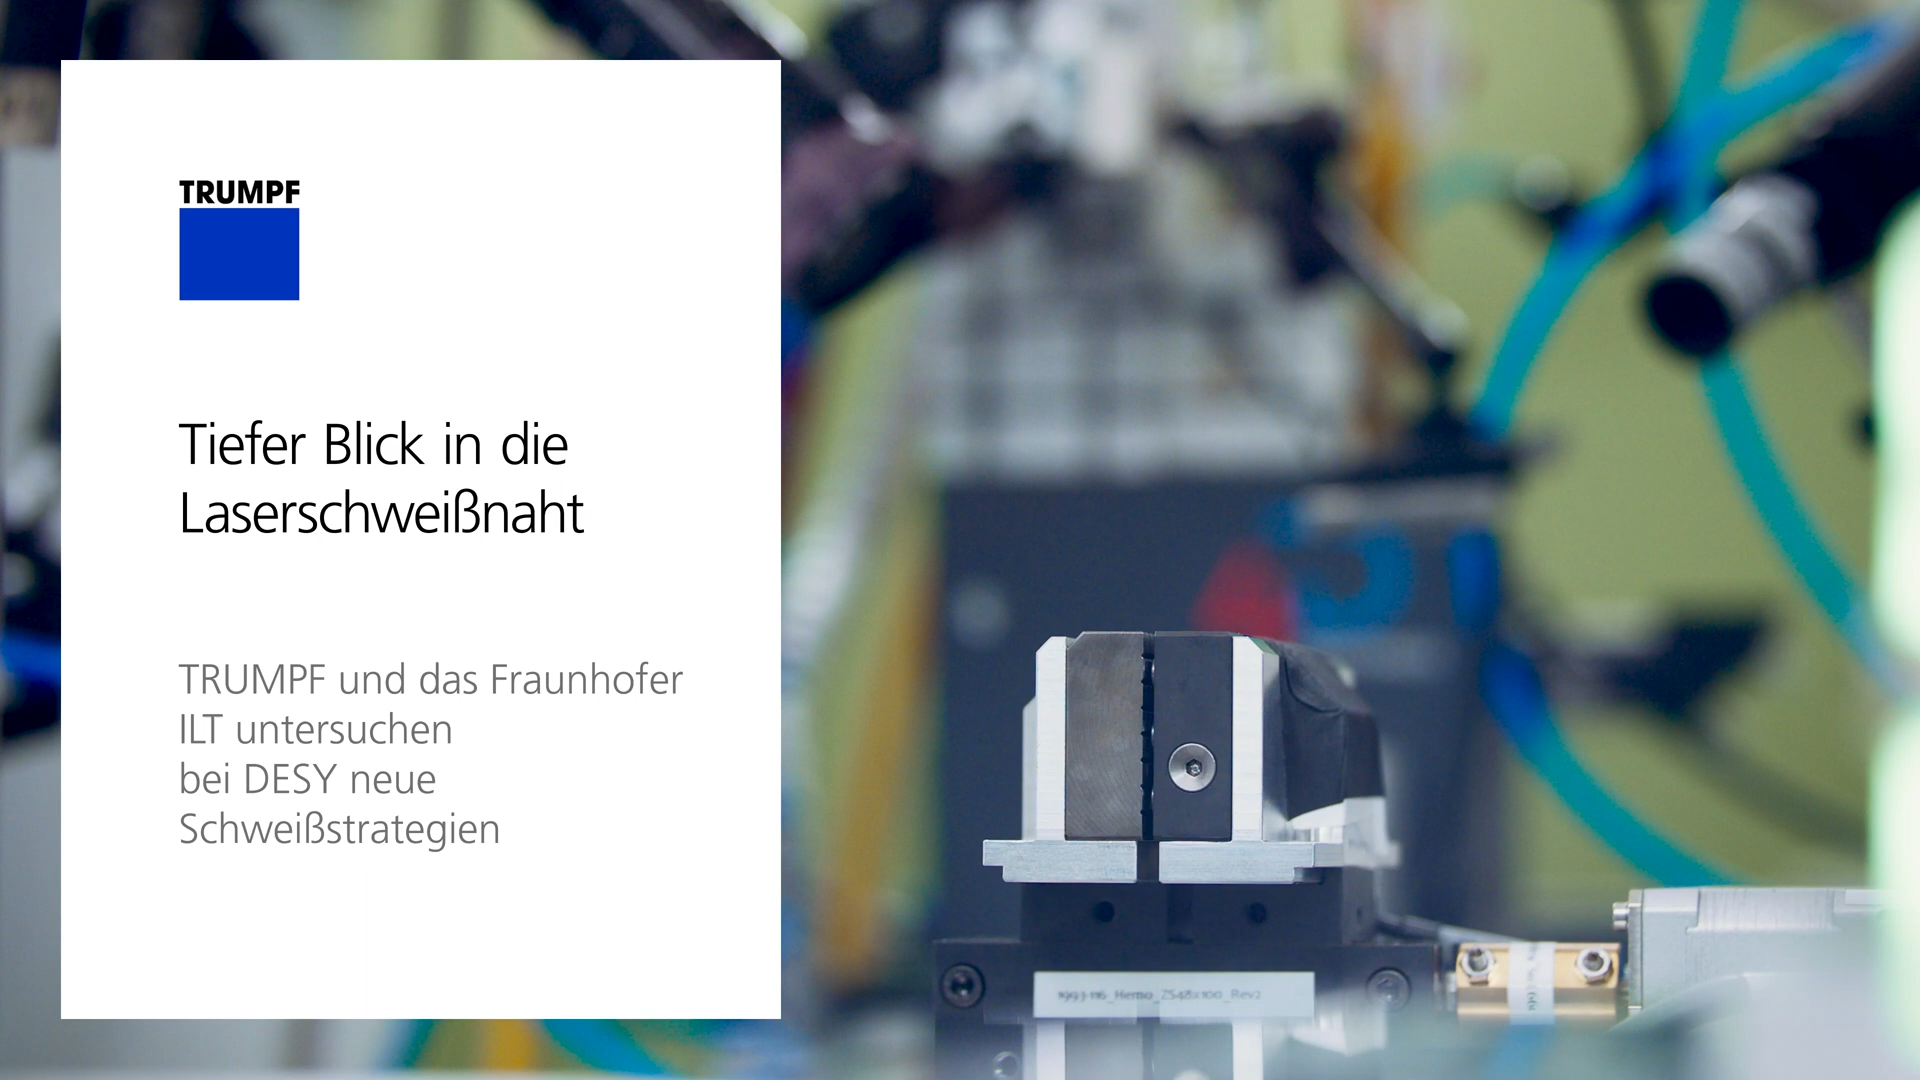 TRUMPF
Tiefer Blick in die
Laserschweißnaht
TRUMPF und das Fraunhofer
ILT untersuchen
bei DESY neue
Schweißstrategien